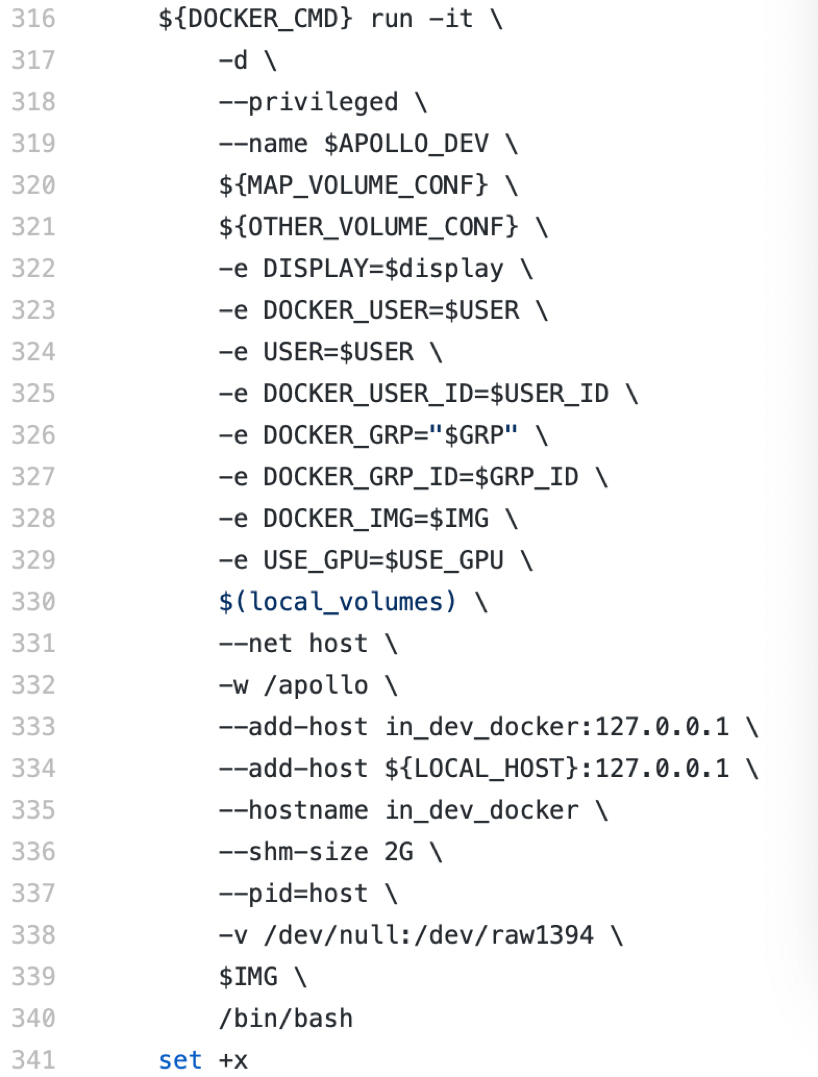 316 ${DOCKER_CMD} run -it \
317 -d \
318 --privileged \
319 --name $APOLLO_DEV \
320 ${MAP_VOLUME_CONF} \
321 ${OTHER_VOLUME_CONF} \
322 -e DISPLAY=$display \
323 -e DOCKER_USER=$USER \
324 -e USER=$USER \
325 -e DOCKER_USER_ID=$USER_ID \
326 -e DOCKER_GRP="$GRP" \
327 -e DOCKER_GRP_ID=$GRP_ID \
328 -e DOCKER_IMG=$IMG \
329 -e USE_GPU=$USE_GPU \
330 $(local_volumes) \
331 --net host \
332 -w /apollo \
333 --add-host in_dev_docker:127.0.0.1 \
334 --add-host ${LOCAL_HOST}:127.0.0.1 \
335 --hostname in_dev_docker \
336 --shm-size 2G \
337 --pid=host \
338 -v /dev/null:/dev/raw1394 \
339 $IMG \
340 /bin/bash
341 set +x